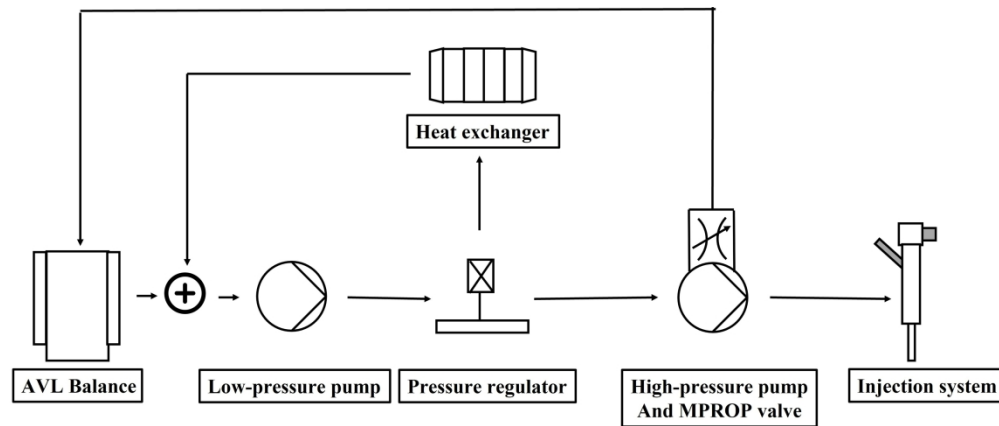 Heat exchanger
AVL Balance
Low-pressure pump
Pressure regulator
High-pressure pump
And MPROP valve
Injection system